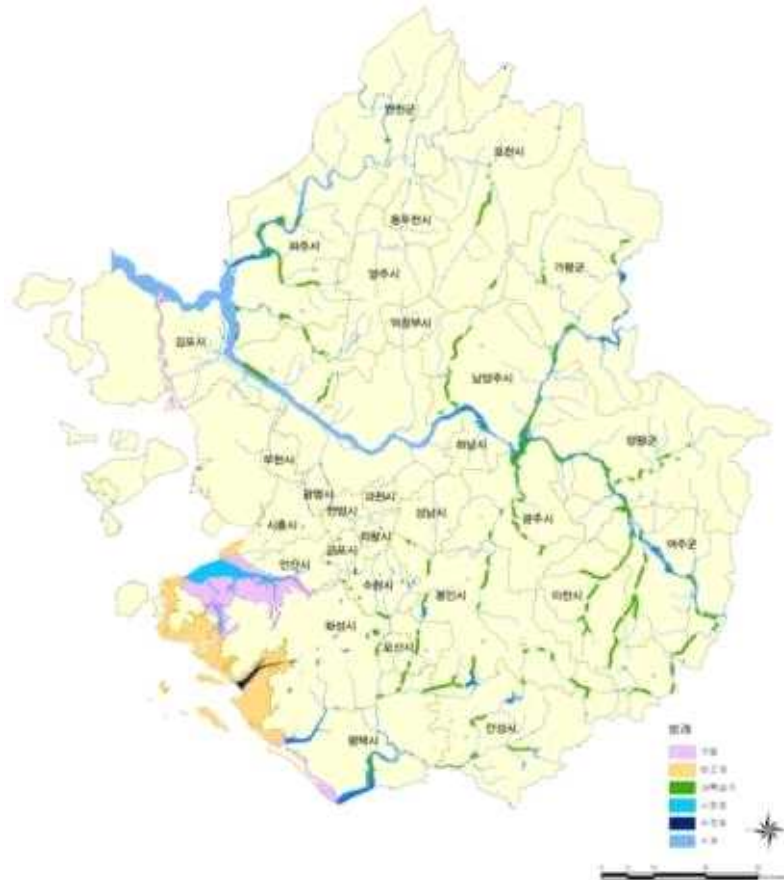 연천군
포천시
동두천시
파주시
가평군
양주시
의정부시
김포시
남양주시
양평군
하남시
부천시
광명시
과천시
안양시
성남시
광주시
시흥시
의왕시
여주군
군포시
안산시
수원시
용인시
이천시
화성시
오산시
안성시
평택시
범례